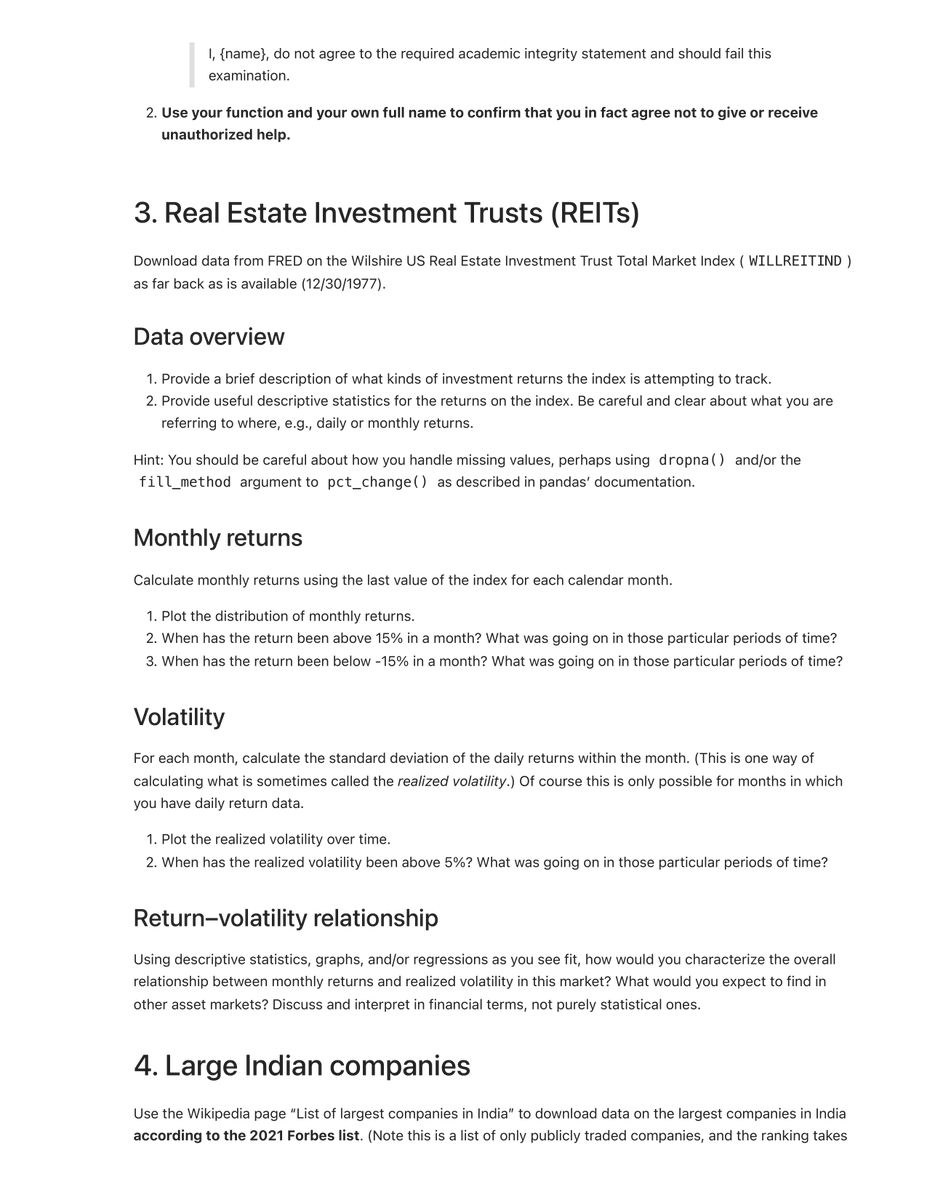 I, {name}, do not agree to the required academic integrity statement and should fail this
examination.
2. Use your function and your own full name to confirm that you in fact agree not to give or receive
unauthorized help.
3. Real Estate Investment Trusts (REITs)
Download data from FRED on the Wilshire US Real Estate Investment Trust Total Market Index ( WILLREITIND )
as far back as is available (12/30/1977).
Data overview
1. Provide a brief description of what kinds of investment returns the index is attempting to track.
2. Provide useful descriptive statistics for the returns on the index. Be careful and clear about what you are
referring to where, e.g., daily or monthly returns.
Hint: You should be careful about how you handle missing values, perhaps using dropna() and/or the
fill_method argument to pct_change() as described in pandas’ documentation.
Monthly returns
Calculate monthly returns using the last value of the index for each calendar month.
1. Plot the distribution of monthly returns.
2. When has the return been above 15% in a month? What was going on in those particular periods of time?
3. When has the return been below -15% in a month? What was going on in those particular periods of time?
Volatility
For each month, calculate the standard deviation of the daily returns within the month. (This is one way of
calculating what is sometimes called the realized volatility.) Of course this is only possible for months in which
you have daily return data.
1. Plot the realized volatility over time.
2. When has the realized volatility been above 5%? What was going on in those particular periods of time?
Return–volatility relationship
Using descriptive statistics, graphs, and/or regressions as you see fit, how would you characterize the overall
relationship between monthly returns and realized volatility in this market? What would you expect to find in
other asset markets? Discuss and interpret in financial terms, not purely statistical ones.
4. Large Indian companies
Use the Wikipedia page “List of largest companies in India” to download data on the largest companies in India
according to the 2021 Forbes list. (Note this is a list of only publicly traded companies, and the ranking takes